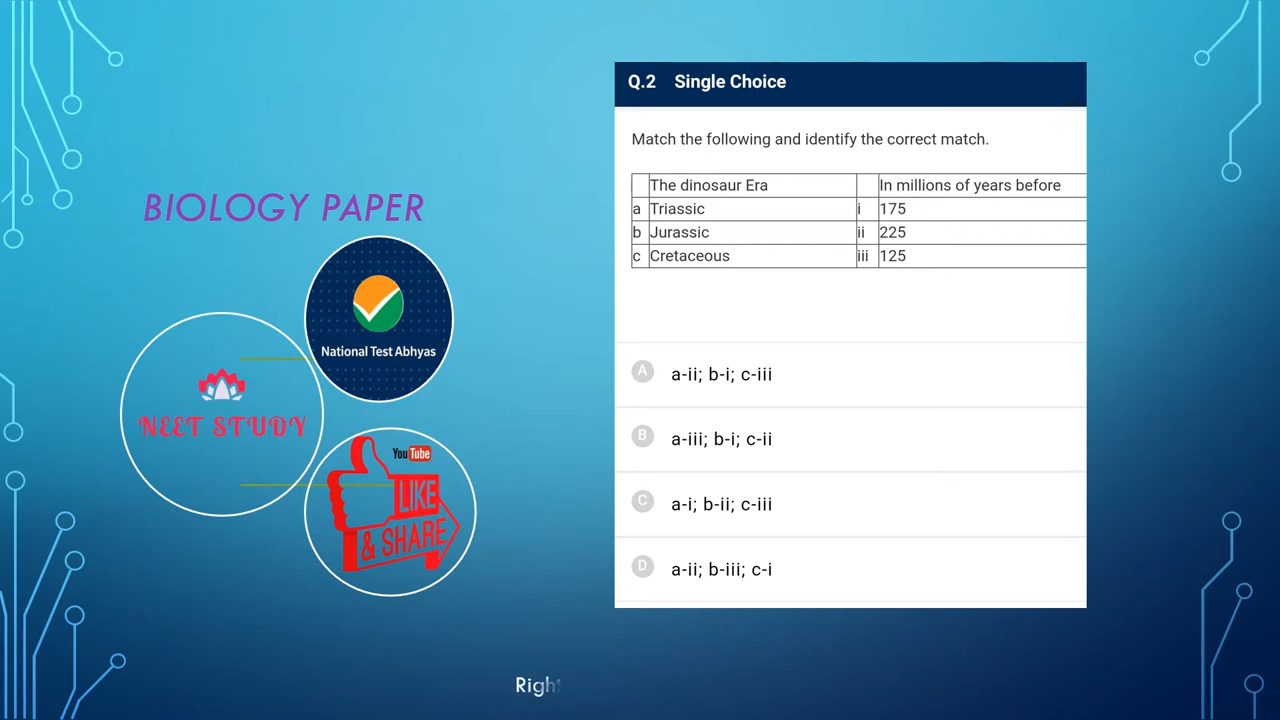 BIOLOGY PAPER
National Test Abhyas
NEET STUDY
YouTube
LIKE
& SHARE
Q.2 Single Choice
Match the following and identify the correct match.
The dinosaur Era In millions of years before
a Triassic i 175
b Jurassic ii 225
c Cretaceous iii 125
A a-ii; b-i; c-iii
B a-iii; b-i; c-ii
C a-i; b-ii; c-iii
D a-ii; b-iii; c-i
Righ